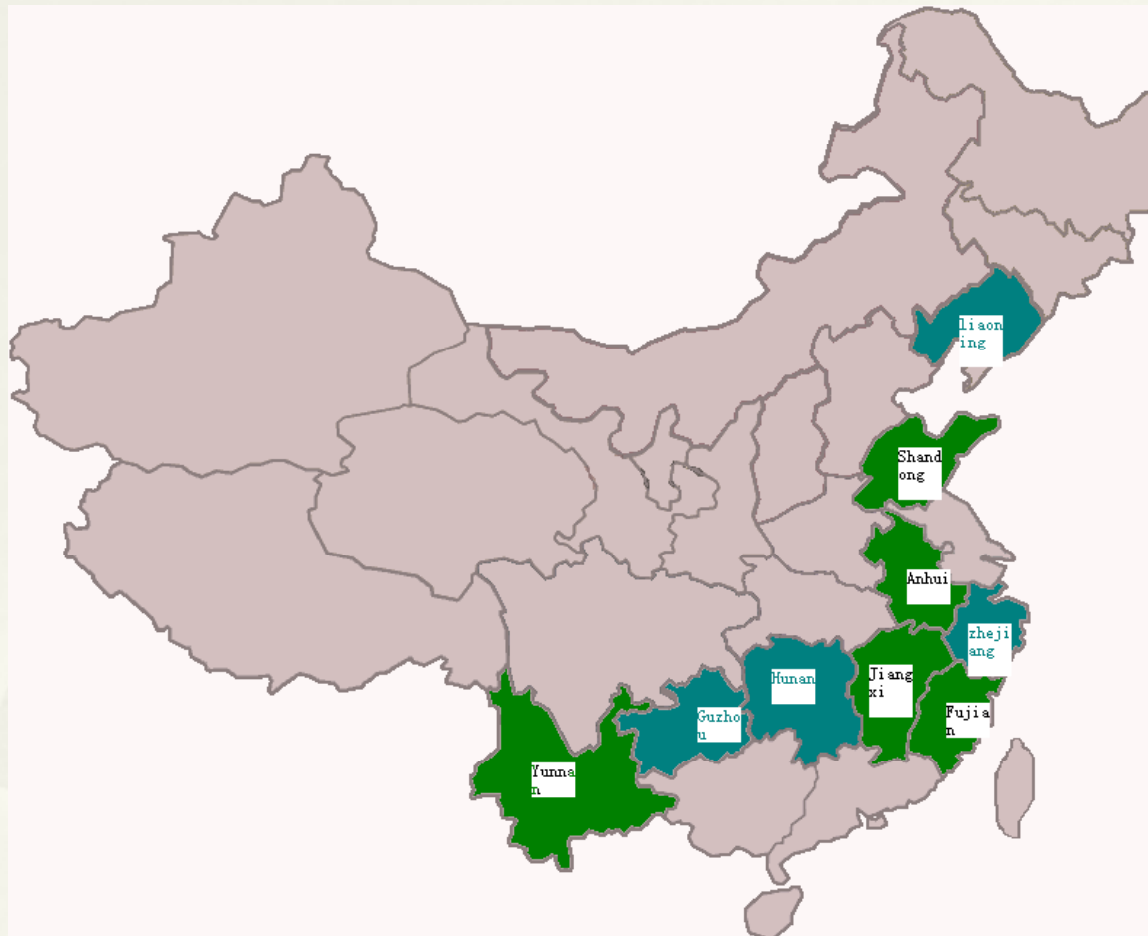 liaon
ing
Shand
ong
Anhui
zheji
ang
Hunan
Jiang
xi
Guzho
u
Fujia
n
Yunna
n